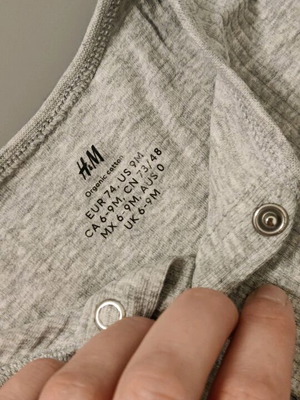 H&M
Organic cotton
EUR 74, US 9M
CA 6-9M, CN 73/48
MX 6-9M, AUS 0
UK 6-9M